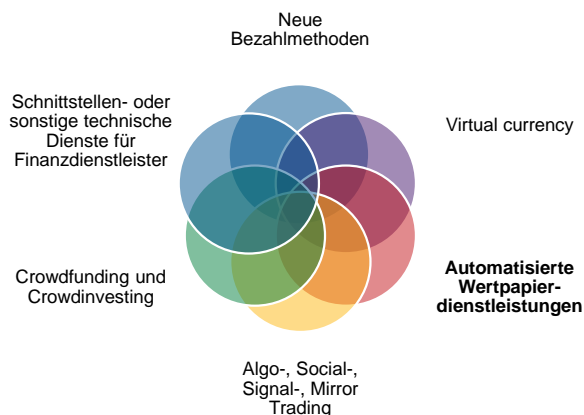 Neue
Bezahlmethoden
Schnittstellen- oder
sonstige technische
Dienste für
Finanzdienstleister
Virtual currency
Crowdfunding und
Crowdinvesting
Automatisierte
Wertpapier-
dienstleistungen
Algo-, Social-,
Signal-, Mirror
Trading